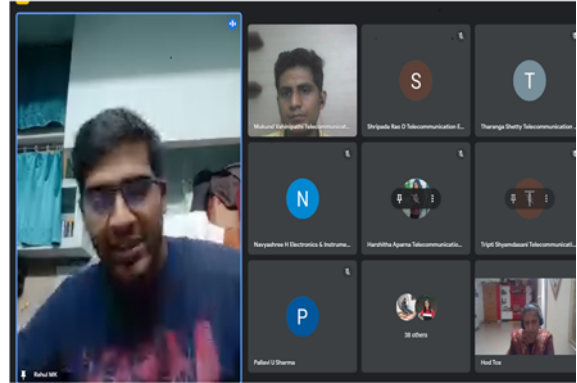 Rahul MK
Mukund Vahinipathi Telecommunicat...
S
Shripada Rao D Telecommunication E...
T
Tharanga Shetty Telecommunication ...
N
Navyashree H Electronics & Instrume...
Harshitha Aparna Telecommunicatio...
T
Tripti Shyamdasani Telecommunicati...
P
Pallavi U Sharma
38 others
Hod Tce